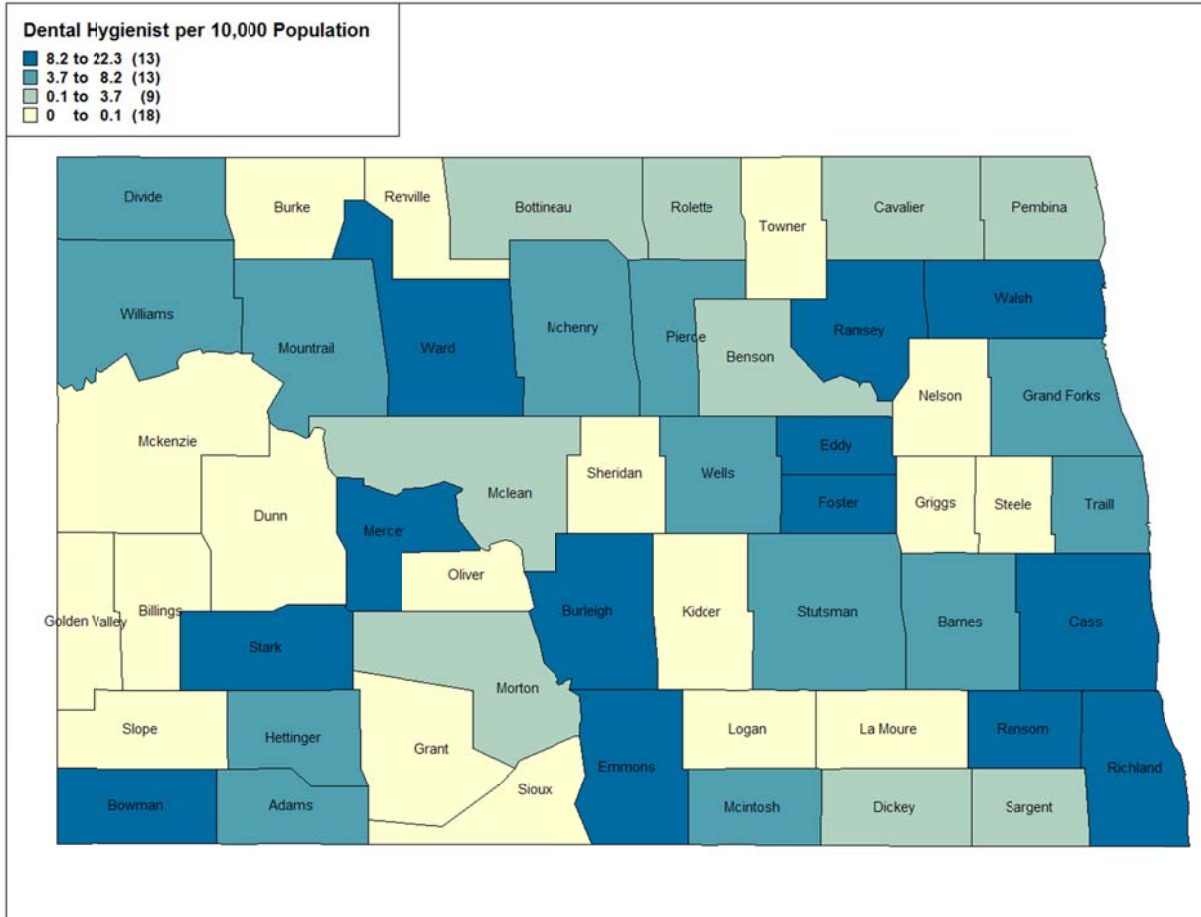 Dental Hygienist per 10,000 Population
8.2 to 22.3 (13)
3.7 to 8.2 (13)
0.1 to 3.7 (9)
0 to 0.1 (18)
Divide
Burke
Renville
Bottineau
Rolette
Towner
Cavalier
Pembina
Williams
Mountrail
Ward
Mchenry
Pierce
Benson
Ramsey
Walsh
Nelson
Grand Forks
Mckenzie
Dunn
Mclean
Sheridan
Wells
Eddy
Foster
Griggs
Steele
Traill
Mercer
Oliver
Golden Valley
Billings
Stark
Burleigh
Kidder
Stutsman
Barnes
Cass
Morton
Slope
Hettinger
Grant
Logan
La Moure
Ransom
Richland
Emmons
Sioux
Bowman
Adams
Mcintosh
Dickey
Sargent